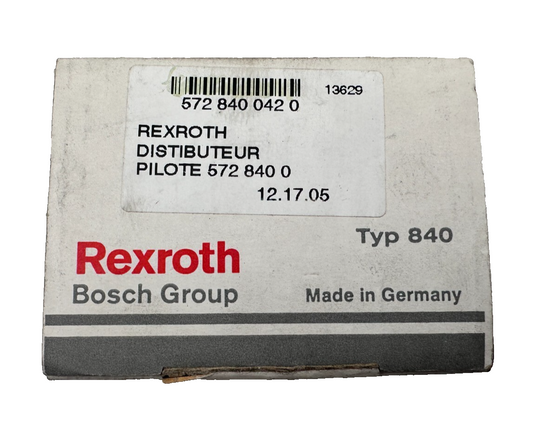 572 840 042 0
13629
REXROTH
DISTIBUTEUR
PILOTE 572 840 0
12.17.05
Typ 840
Rexroth
Bosch Group
Made in Germany